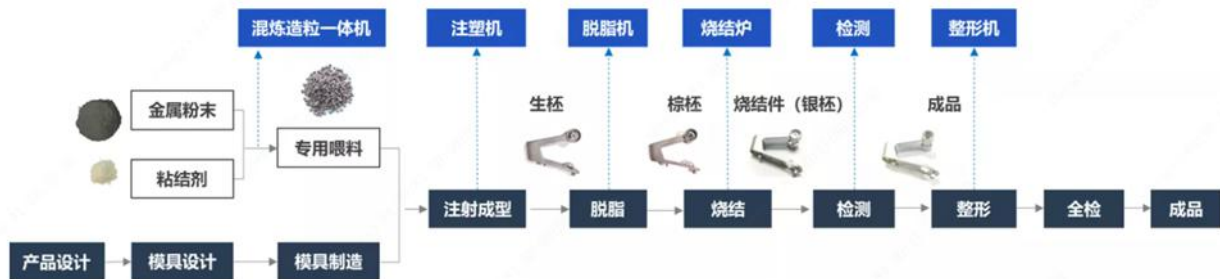 混炼造粒一体机
注塑机
脱脂机
烧结炉
检测
整形机
金属粉末
粘结剂
专用喂料
生柸
棕柸
烧结件（银柸）
成品
注射成型
脱脂
烧结
检测
整形
全检
成品
产品设计
模具设计
模具制造